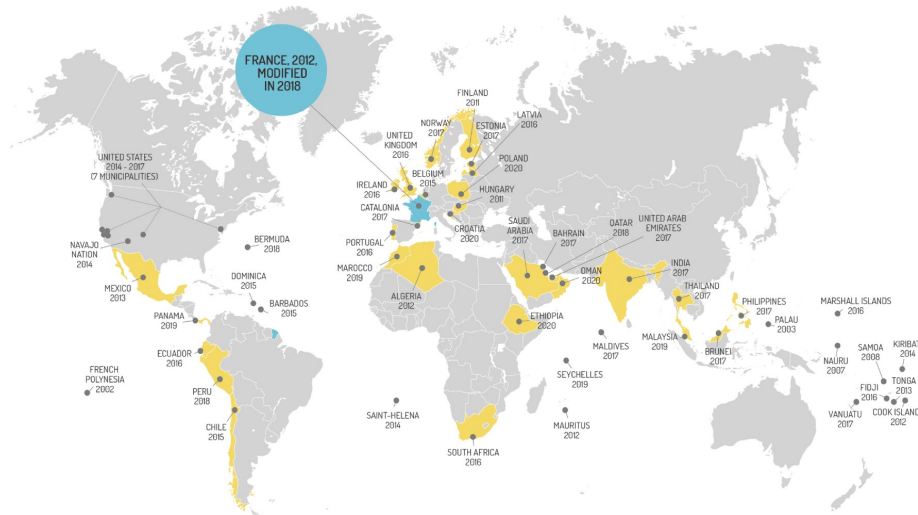 FRANCE, 2012,
MODIFIED
IN 2018
FINLAND
2011
LATVIA
2016
NORWAY
2017
ESTONIA
2017
UNITED
KINGDOM
2016
POLAND
2020
UNITED STATES
2014 - 2017
(7 MUNICIPALITIES)
BELGIUM
2015
IRELAND
2016
HUNGARY
2011
CATALONIA
2017
SAUDI
ARABIA
2017
QATAR
2018
UNITED ARAB
EMIRATES
2017
BAHRAIN
2017
CROATIA
2020
BERMUDA
2018
PORTUGAL
2016
NAVAJO
NATION
2014
INDIA
2017
MAROCCO
2019
OMAN
2020
DOMINICA
2015
MEXICO
2013
ALGERIA
2012
THAILAND
2017
BARBADOS
2015
PHILIPPINES
2017
MARSHALL ISLANDS
2016
PANAMA
2019
ETHIOPIA
2020
PALAU
2003
MALAYSIA
2019
BRUNEI
2017
MALDIVES
2017
SAMOA
2008
KIRIBAT
2014
ECUADOR
2016
NAURU
2007
FRENCH
POLYNESIA
2002
SEYCHELLES
2019
TONGA
2013
PERU
2018
FIDJI
2016
SAINT-HELENA
2014
MAURITUS
2012
VANUATU
2017
COOK ISLAND
2012
CHILE
2015
SOUTH AFRICA
2016